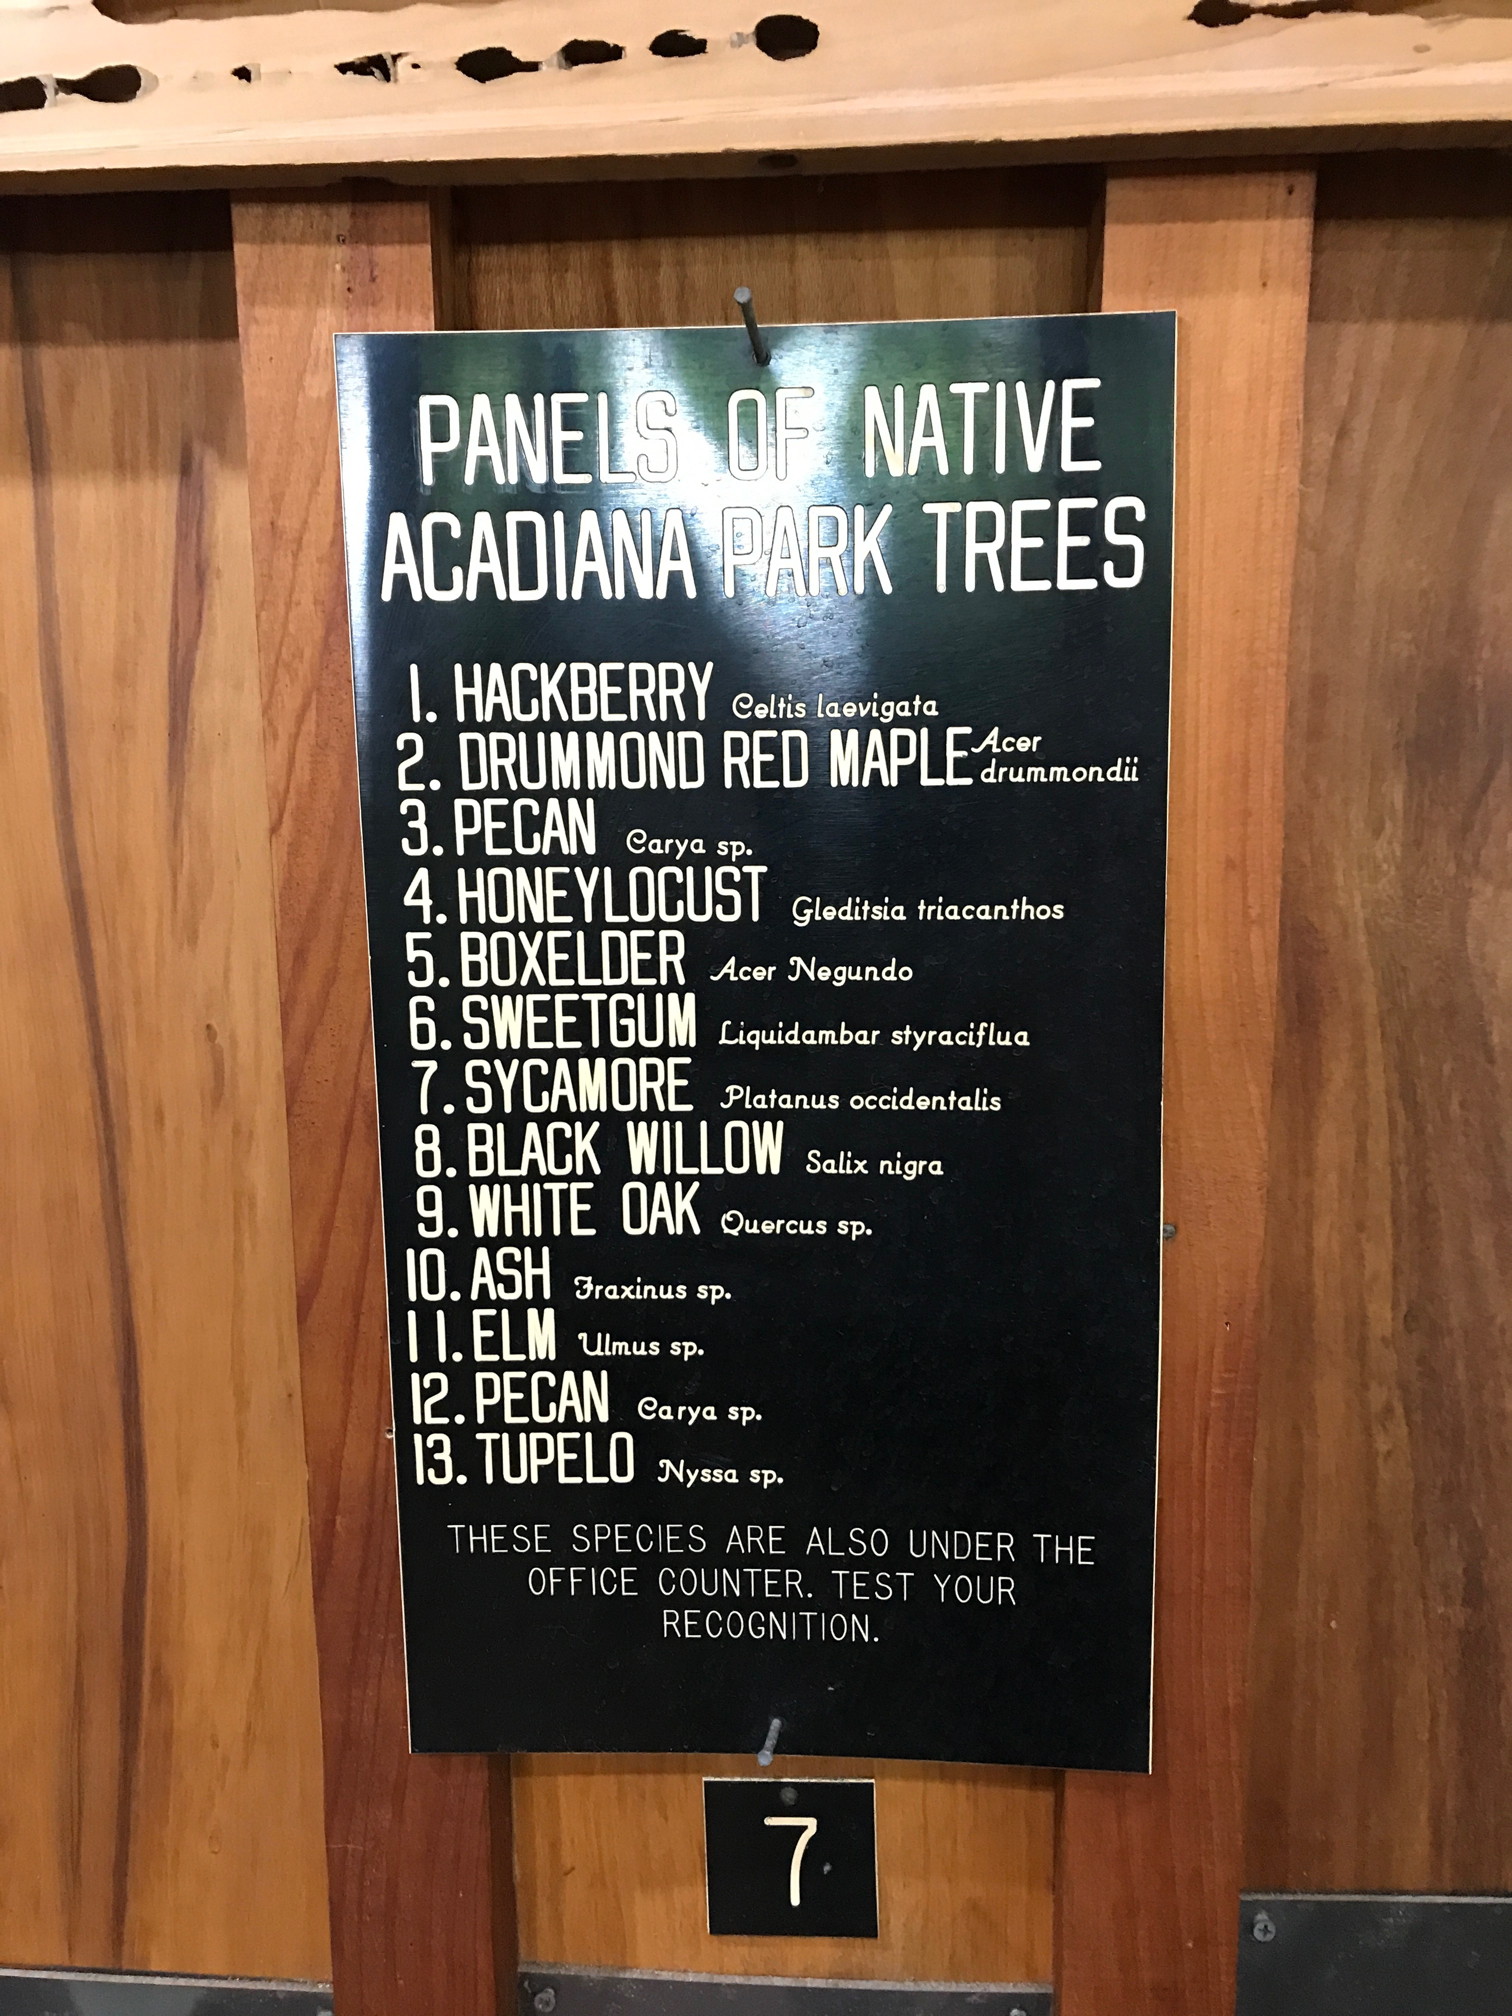 PANELS OF NATIVE
ACADIANA PARK TREES
1. HACKBERRY Celtis laevigata
2. DRUMMOND RED MAPLE Acer
drummondii
3. PECAN Carya sp.
4. HONEYLOCUST Gleditsia triacanthos
5. BOXELDER Acer Negundo
6. SWEETGUM Liquidambar styraciflua
7. SYCAMORE Platanus occidentalis
8. BLACK WILLOW Salix nigra
9. WHITE OAK Quercus sp.
10. ASH Fraxinus sp.
11. ELM Ulmus sp.
12. PECAN Carya sp.
13. TUPELO Nyssa sp.
THESE SPECIES ARE ALSO UNDER THE
OFFICE COUNTER. TEST YOUR
RECOGNITION.
7